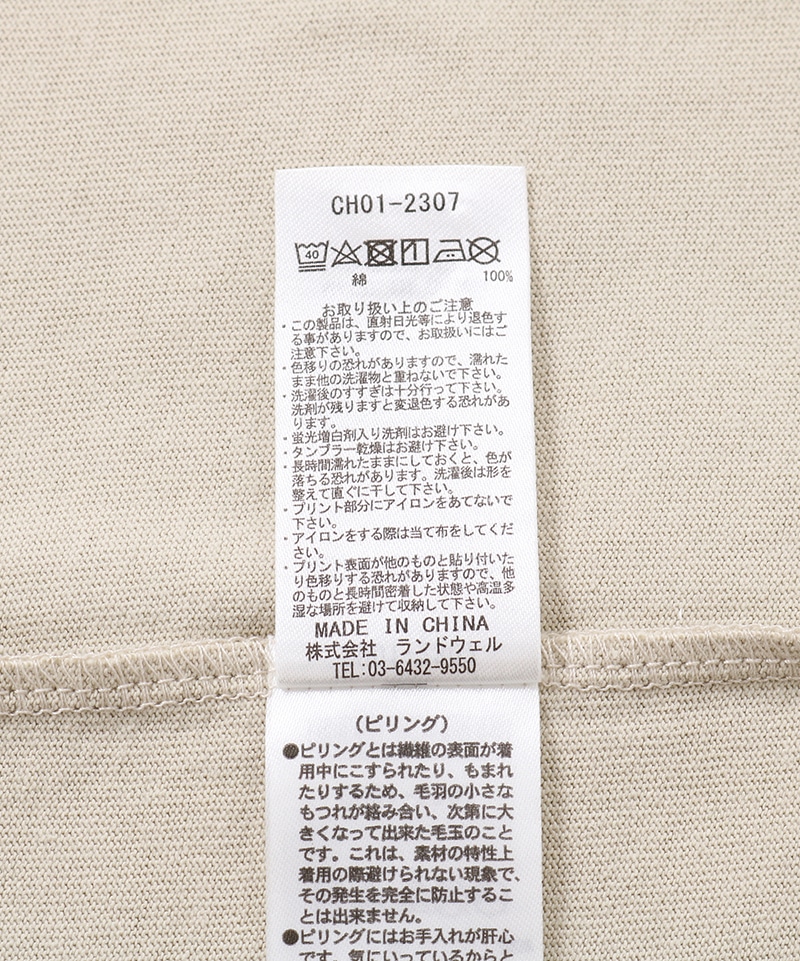 CH01-2307
40
綿 100%
お取り扱い上のご注意
・この製品は、直射日光等により退色す
る事がありますので、お取扱いにはご
注意下さい。
・色移りの恐れがありますので、濡れた
まま他の洗濯物と重ねないで下さい。
・洗濯後のすすぎは十分行って下さい。
洗剤が残りますと変退色する恐れがあ
ります。
・蛍光増白剤入り洗剤はお避け下さい。
・タンブラー乾燥はお避け下さい。
・長時間濡れたままにしておくと、色が
落ちる恐れがあります。洗濯後は形を
整えて直ぐに干して下さい。
・プリント部分にアイロンをあてないで
下さい。
・アイロンをする際は当て布をしてくだ
さい。
・プリント表面が他のものと貼り付いた
り色移りする恐れがありますので、他
のものと長時間密着した状態や高温多
湿な場所を避けて収納して下さい。
MADE IN CHINA
株式会社 ランドウェル
TEL:03-6432-9550
(ピリング)
●ピリングとは繊維の表面が着
用中にこすられたり、もまれ
たりするため、毛羽の小さな
もつれが絡み合い、次第に大
きくなって出来た毛玉のこと
です。これは、素材の特性上
着用の際避けられない現象で、
その発生を完全に防止するこ
とは出来ません。
●ピリングにはお手入れが肝心
です。気にいっているからと